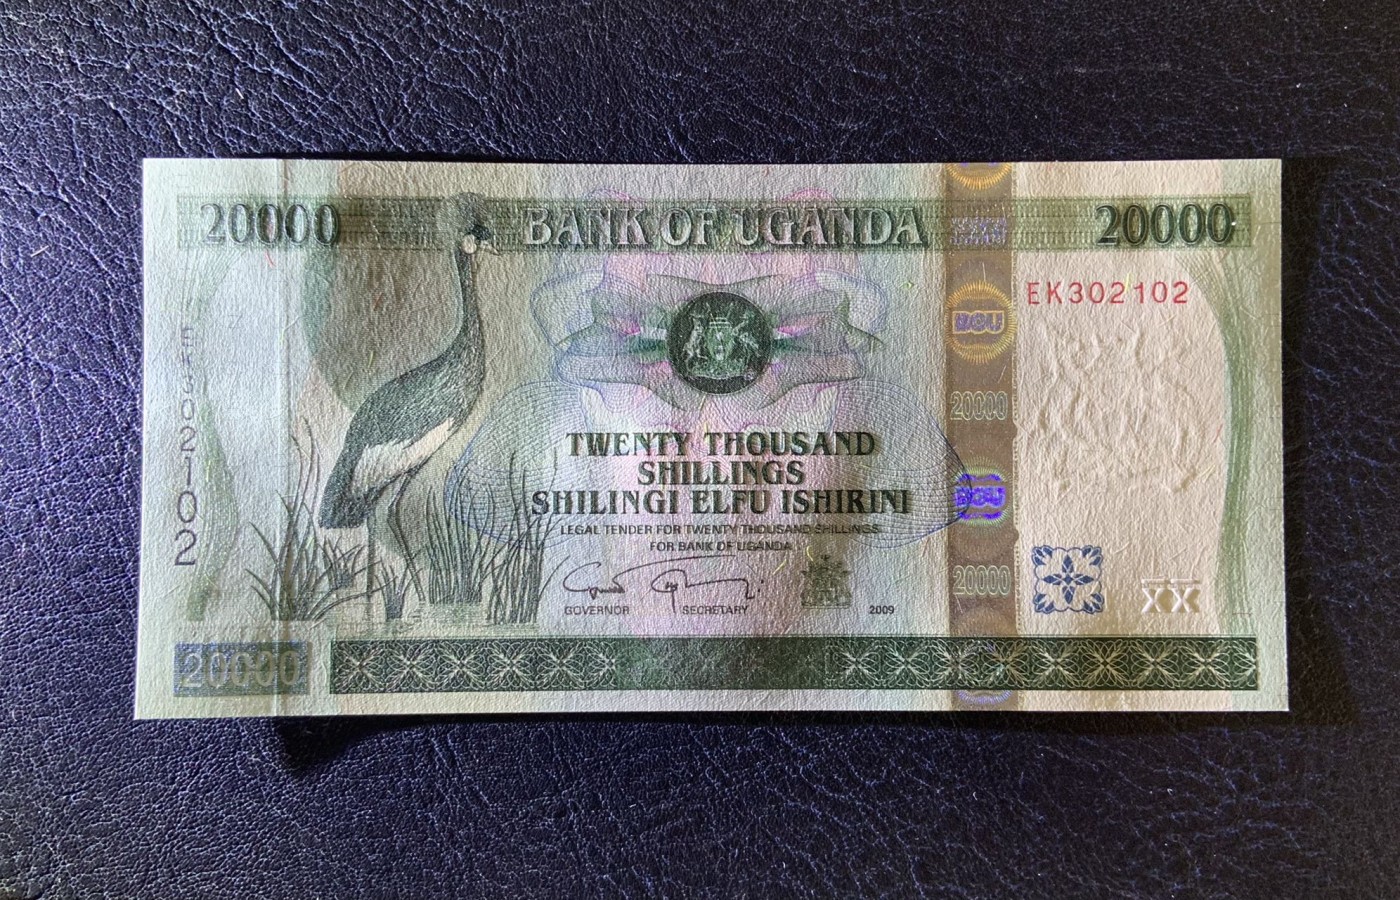 20000
BANK OF UGANDA
20000
EK302102
BOU
EK302102
20000
TWENTY THOUSAND
SHILLINGS
SHILINGI ELFU ISHIRINI
BOU
LEGAL TENDER FOR TWENTY THOUSAND SHILLINGS
FOR BANK OF UGANDA
20000
GOVERNOR
SECRETARY
2009
XX
20000